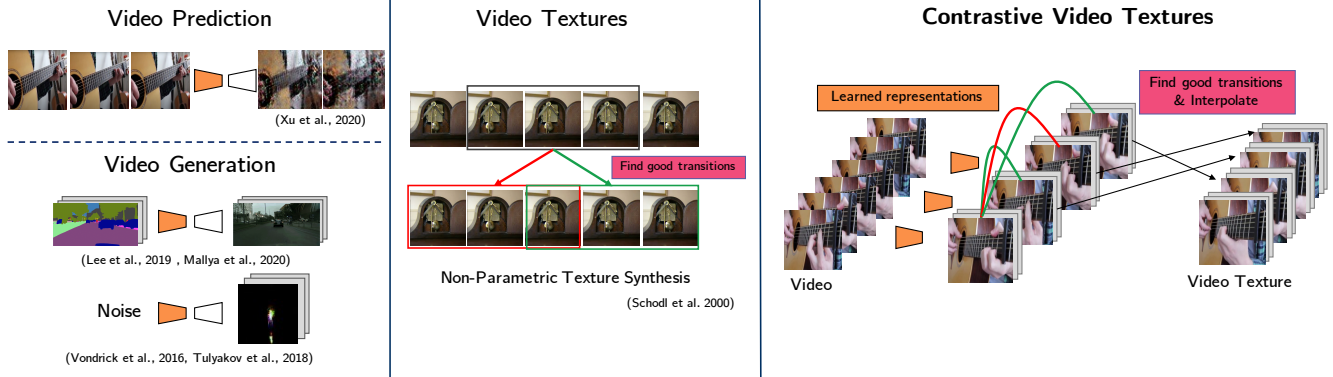 Video Prediction
(Xu et al., 2020)
Video Generation
(Lee et al., 2019 , Mallya et al., 2020)
Noise
(Vondrick et al., 2016, Tulyakov et al., 2018)
Video Textures
Find good transitions
Non-Parametric Texture Synthesis
(Schodl et al. 2000)
Contrastive Video Textures
Learned representations
Find good transitions
& Interpolate
Video
Video Texture